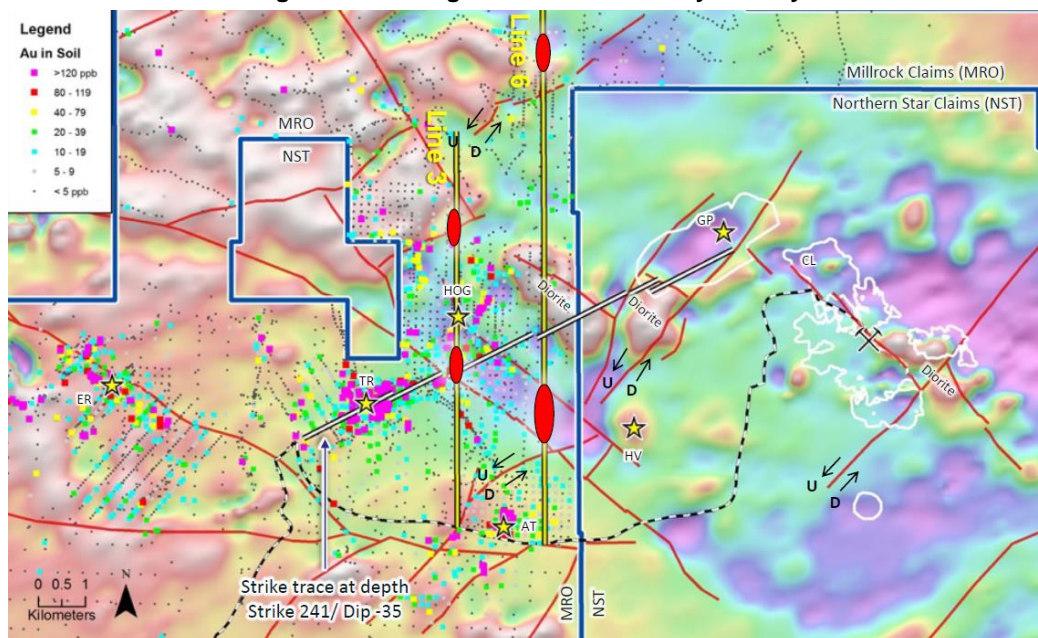 Legend
Au in Soil
>120 ppb
80 - 119
40 - 79
20 - 39
10 - 19
5 - 9
< 5 ppb
Line 6
Line 3
Millrock Claims (MRO)
Northern Star Claims (NST)
MRO
NST
U
D
GP
CL
HOG
Diorite
Diorite
Diorite
TR
ER
U
D
HV
U
D
AT
U
D
Strike trace at depth
Strike 241/ Dip -35
0 0.5 1
Kilometers
N
MRO
NST